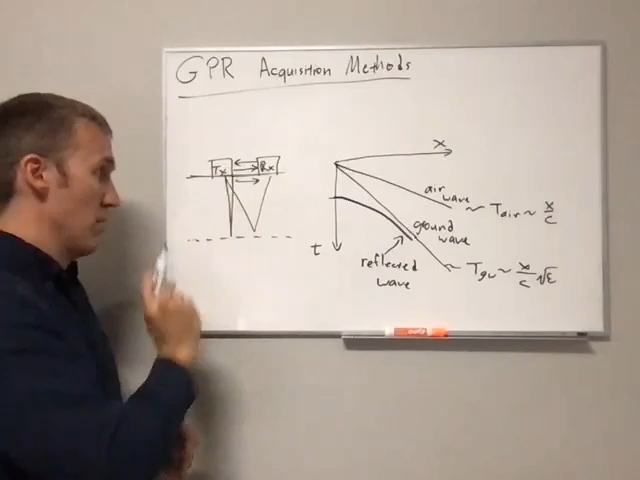 GPR Acquisition Methods
Tx
Rx
x
air wave
~ Tair ~ x/c
ground wave
t
reflected wave
~ Tgw ~ x/c √ε